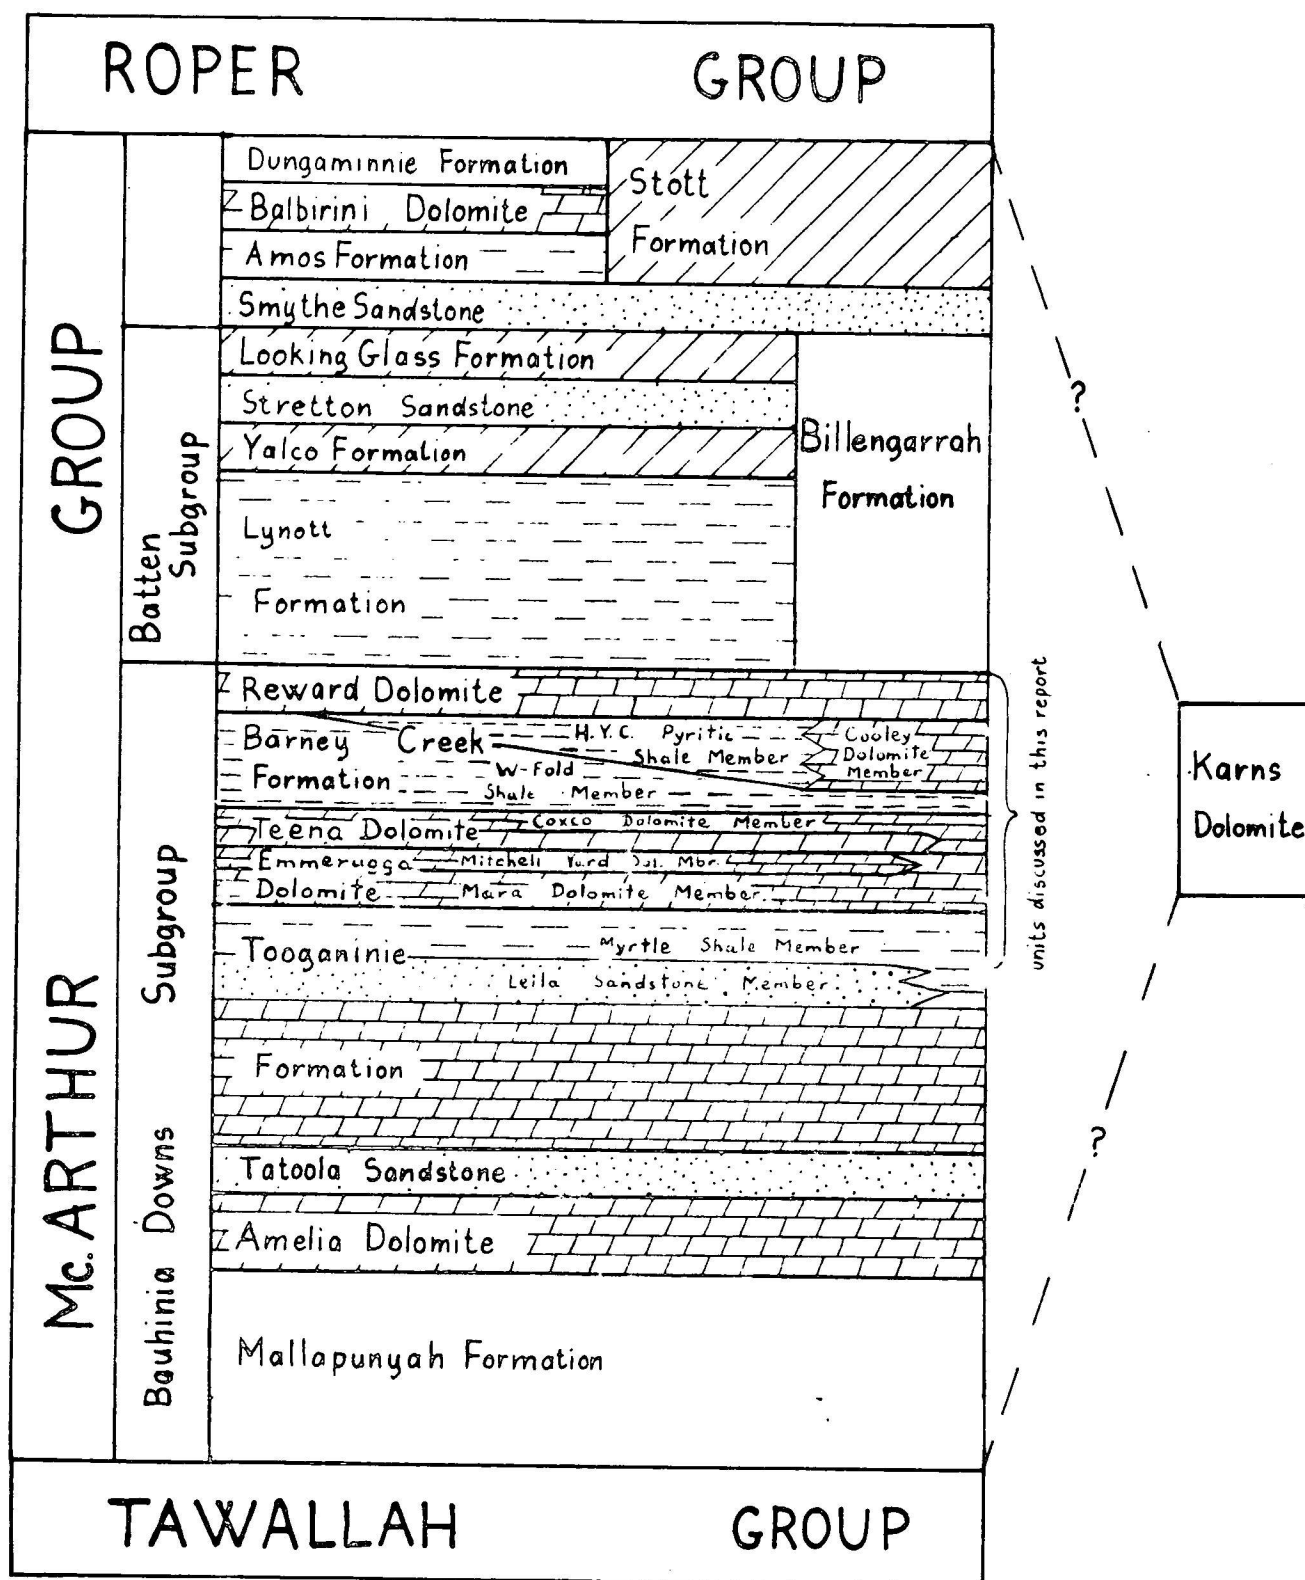 ROPER GROUP
Dungaminnie Formation
Stott
Formation
Balbirini Dolomite
Amos Formation
Smythe Sandstone
Looking Glass Formation
Stretton Sandstone
Yalco Formation
Billengarrah
Formation
Lynott
Formation
Batten
Subgroup
Reward Dolomite
Barney Creek
Formation
H.Y.C. Pyritic
Shale Member
Cooley
Dolomite
Member
W-Fold
Shale Member
Teena Dolomite
Coxco Dolomite Member
Emmerugga
Dolomite
Mitchell Yard Dol. Mbr.
Mara Dolomite Member
Tooganinie
Formation
Myrtle Shale Member
Leila Sandstone Member
Tatoola Sandstone
Amelia Dolomite
Mallapunyah Formation
Bauhinia Downs Subgroup
Mc. ARTHUR GROUP
units discussed in this report
?
Karns
Dolomite
?
TAWALLAH GROUP